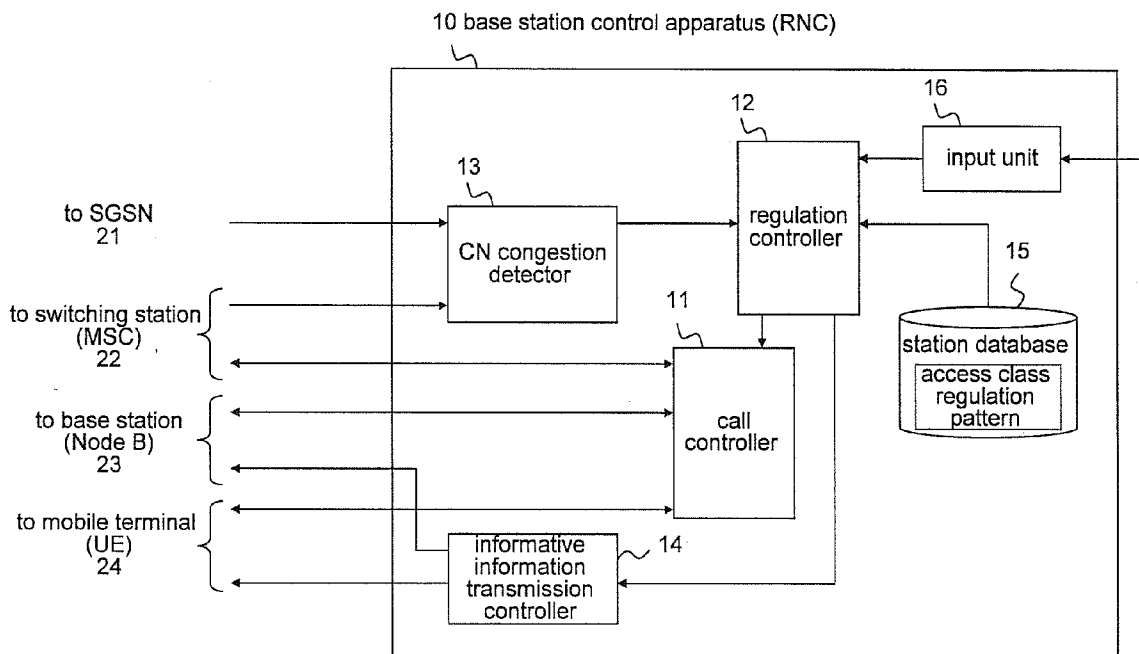 10 base station control apparatus (RNC)
16
12
input unit
13
to SGSN
21
regulation
controller
CN congestion
detector
15
to switching station
(MSC)
22
11
station database
access class
regulation
pattern
to base station
(Node B)
23
call
controller
to mobile terminal
(UE)
24
informative
information
transmission
controller
14